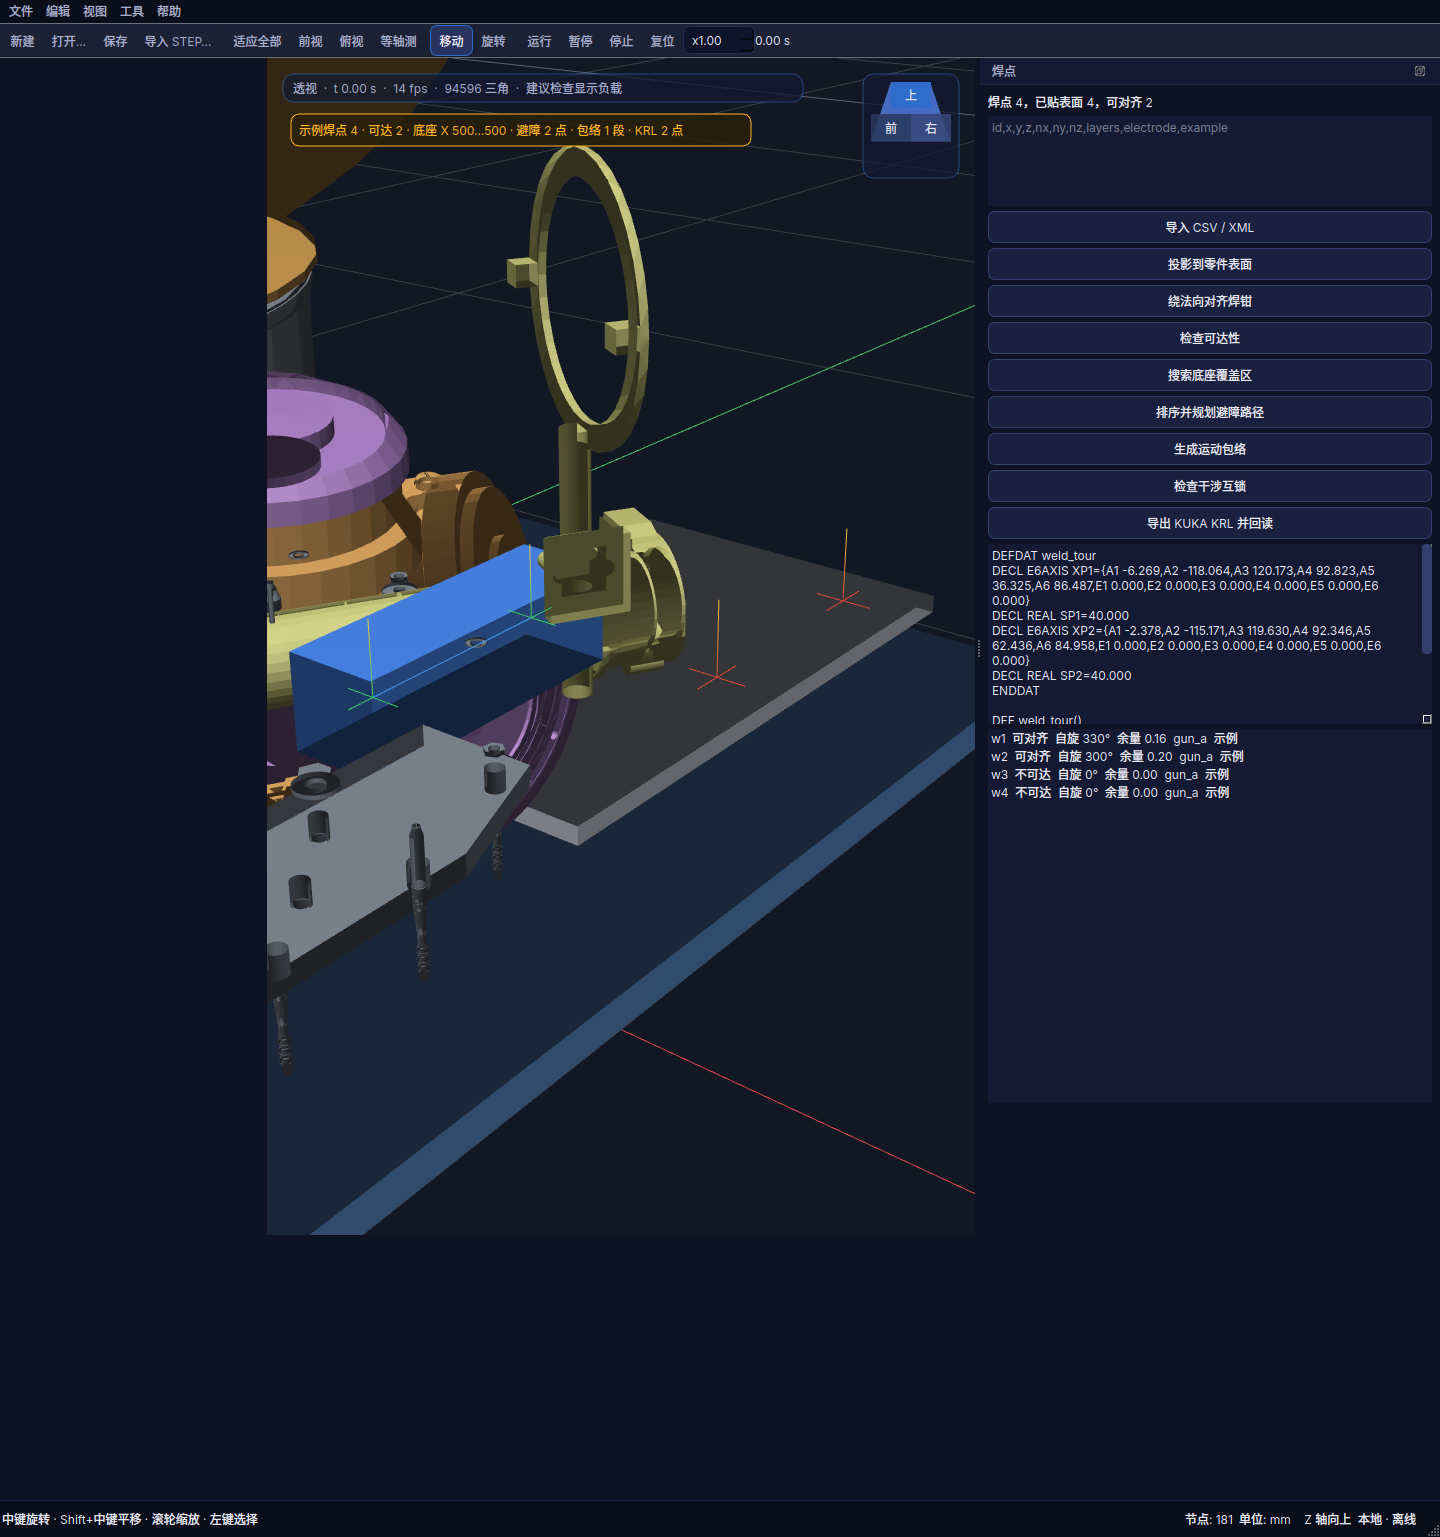 文件 编辑 视图 工具 帮助
新建 打开... 保存 导入 STEP... 适应全部 前视 俯视 等轴测 移动 旋转 运行 暂停 停止 复位 x1.00 0.00 s
透视 · t 0.00 s · 14 fps · 94596 三角 · 建议检查显示负载
示例焊点 4 · 可达 2 · 底座 X 500...500 · 避障 2 点 · 包络 1 段 · KRL 2 点
上
前 右
焊点
焊点 4，已贴表面 4，可对齐 2
id,x,y,z,nx,ny,nz,layers,electrode,example
导入 CSV / XML
投影到零件表面
绕法向对齐焊钳
检查可达性
搜索底座覆盖区
排序并规划避障路径
生成运动包络
检查干涉互锁
导出 KUKA KRL 并回读
DEFDAT weld_tour
DECL E6AXIS XP1={A1 -6.269,A2 -118.064,A3 120.173,A4 92.823,A5
36.325,A6 86.487,E1 0.000,E2 0.000,E3 0.000,E4 0.000,E5 0.000,E6
0.000}
DECL REAL SP1=40.000
DECL E6AXIS XP2={A1 -2.378,A2 -115.171,A3 119.630,A4 92.346,A5
62.436,A6 84.958,E1 0.000,E2 0.000,E3 0.000,E4 0.000,E5 0.000,E6
0.000}
DECL REAL SP2=40.000
ENDDAT
DEF weld_tour()
w1 可对齐 自旋 330° 余量 0.16 gun_a 示例
w2 可对齐 自旋 300° 余量 0.20 gun_a 示例
w3 不可达 自旋 0° 余量 0.00 gun_a 示例
w4 不可达 自旋 0° 余量 0.00 gun_a 示例
中键旋转 · Shift+中键平移 · 滚轮缩放 · 左键选择
节点: 181 单位: mm Z 轴向上 本地 · 离线